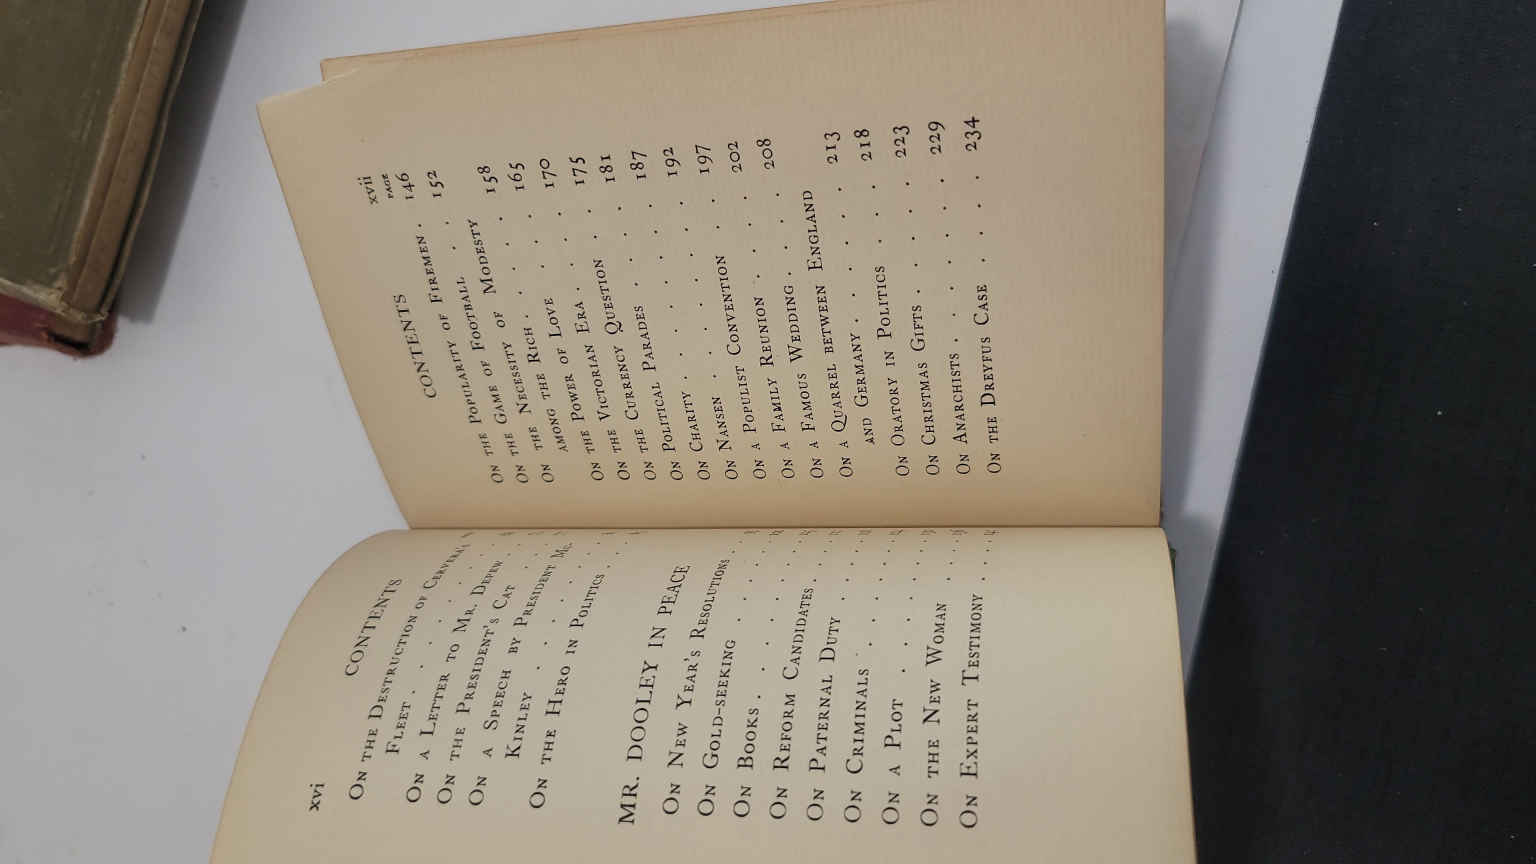 xvi
CONTENTS
On the Destruction of Cervera's
Fleet . . . . . .
On a Letter to Mr. Depew . .
On the President's Cat . .
On a Speech by President Mc-
Kinley . . . . . .
On the Hero in Politics . . .
MR. DOOLEY IN PEACE
On New Year's Resolutions . .
On Gold-seeking . . . .
On Books . . . . . .
On Reform Candidates . . .
On Paternal Duty . . . .
On Criminals . . . . .
On a Plot . . . . . .
On the New Woman . . .
On Expert Testimony . . . .
xvii
CONTENTS
PAGE
On the Popularity of Firemen . 146
On the Game of Football . . 152
On the Necessity of Modesty
among the Rich . . . . . 158
On the Power of Love . . . . 165
On the Victorian Era . . . . 170
On the Currency Question . . 175
On the Political Parades . . . 181
On Charity . . . . . . 187
On Nansen . . . . . . 192
On a Populist Convention . . 197
On a Family Reunion . . . . 202
On a Famous Wedding . . . . 208
On a Quarrel between England
and Germany . . . . . 213
On Oratory in Politics . . . 218
On Christmas Gifts . . . . 223
On Anarchists . . . . . . 229
On the Dreyfus Case . . . . 234